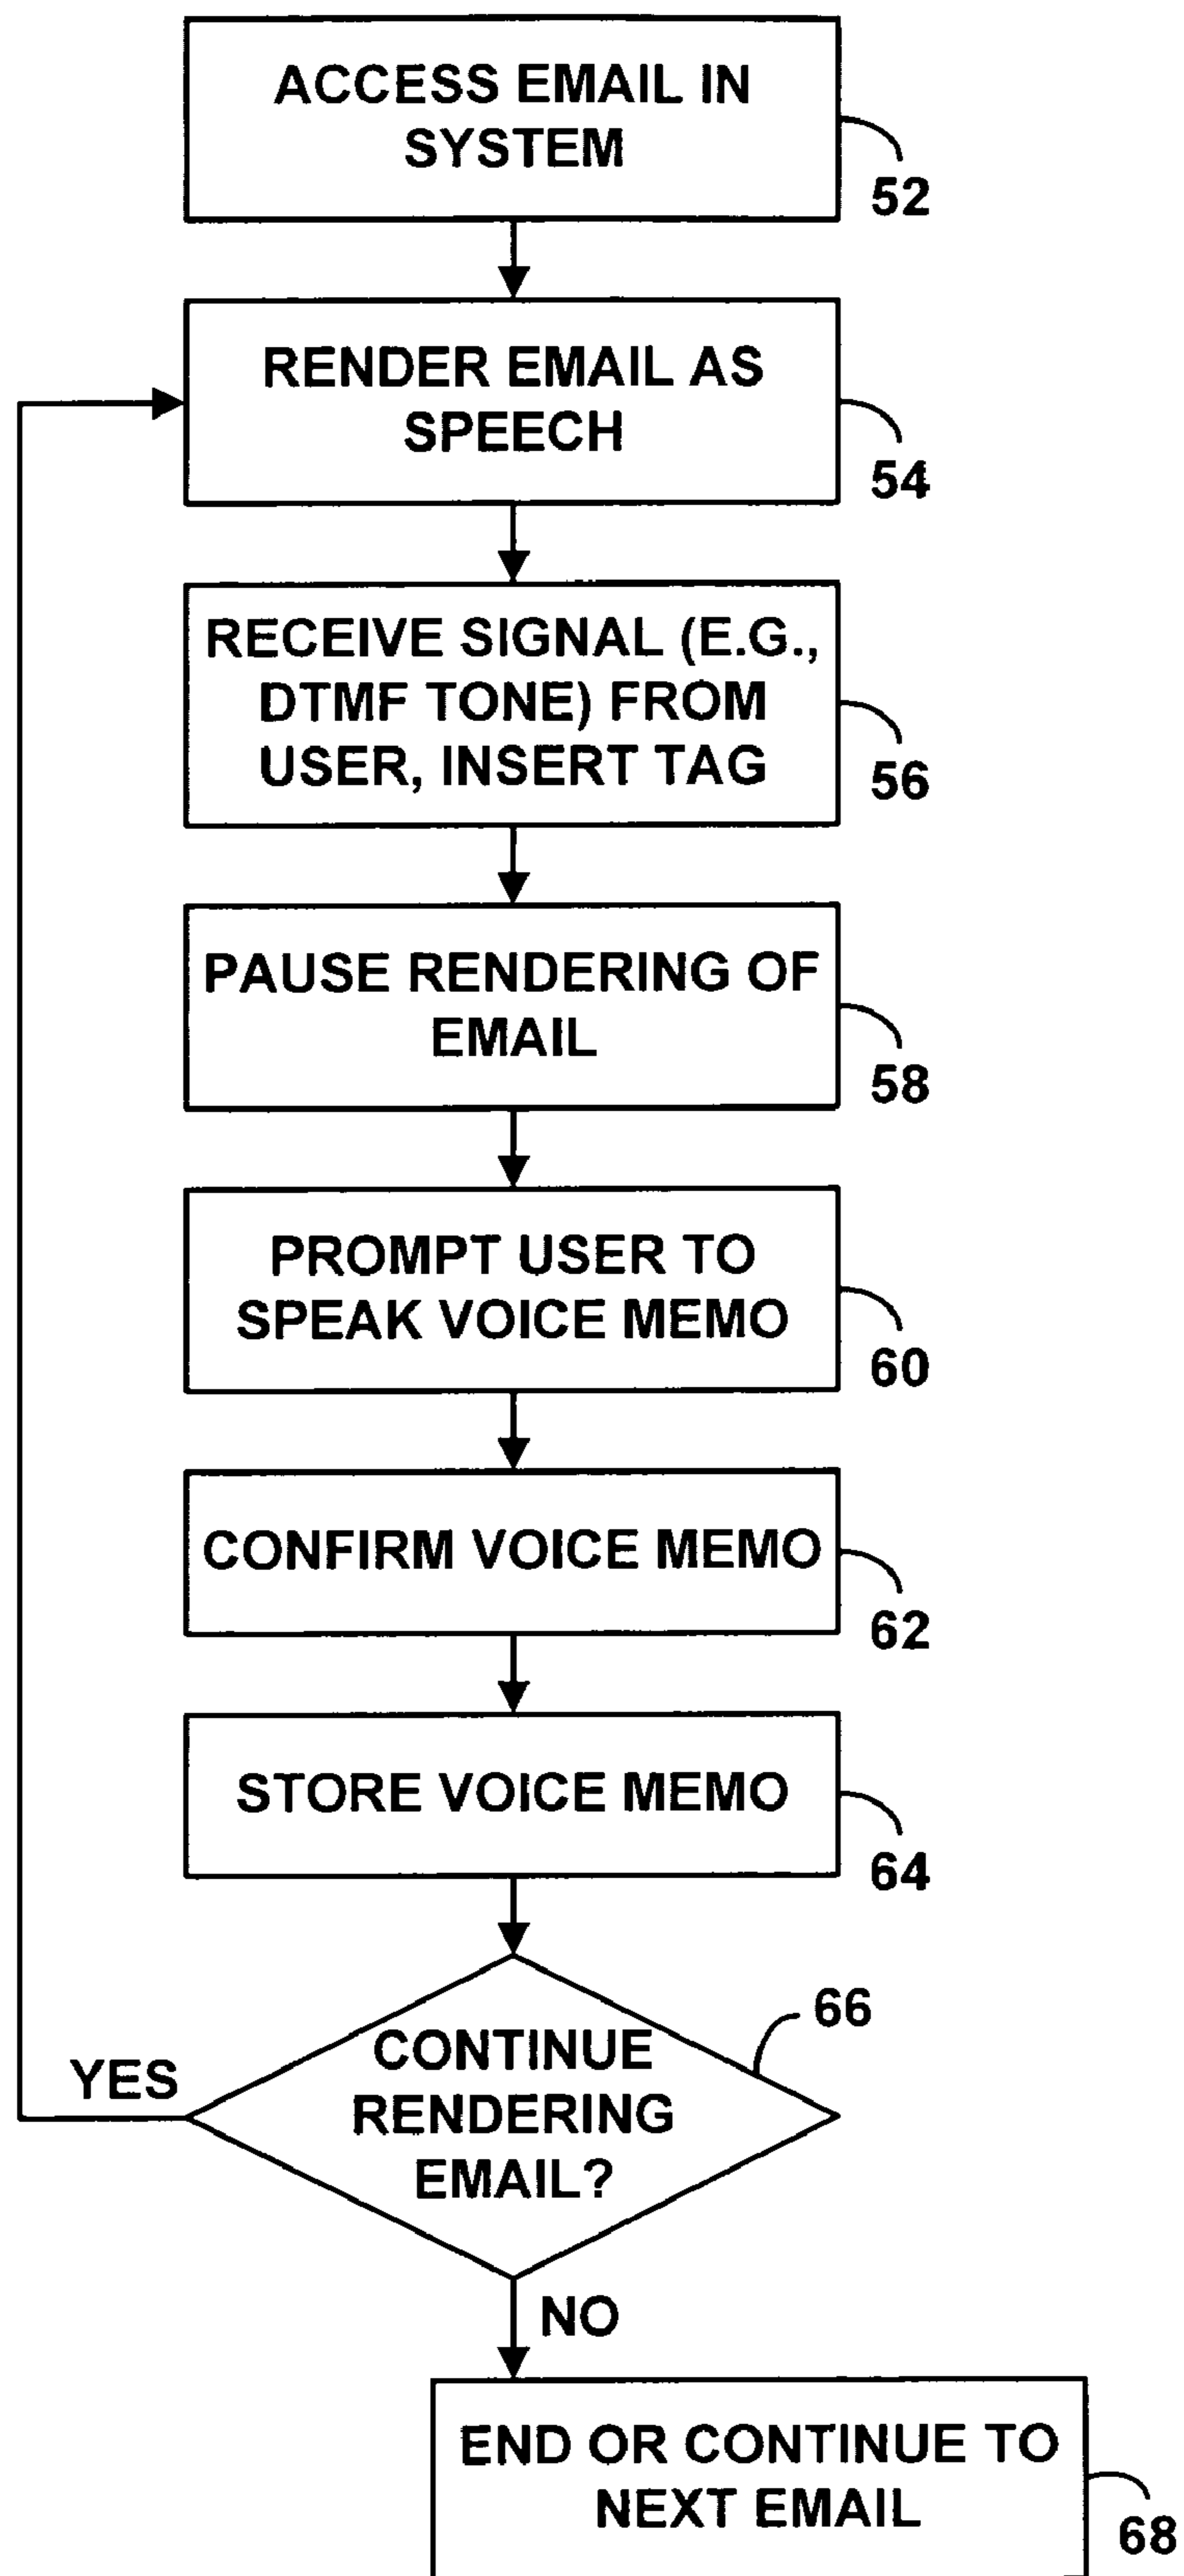 ACCESS EMAIL IN
SYSTEM
52
RENDER EMAIL AS
SPEECH
54
RECEIVE SIGNAL (E.G.,
DTMF TONE) FROM
USER, INSERT TAG
56
PAUSE RENDERING OF
EMAIL
58
PROMPT USER TO
SPEAK VOICE MEMO
60
CONFIRM VOICE MEMO
62
STORE VOICE MEMO
64
66
CONTINUE
RENDERING
EMAIL?
YES
NO
END OR CONTINUE TO
NEXT EMAIL
68